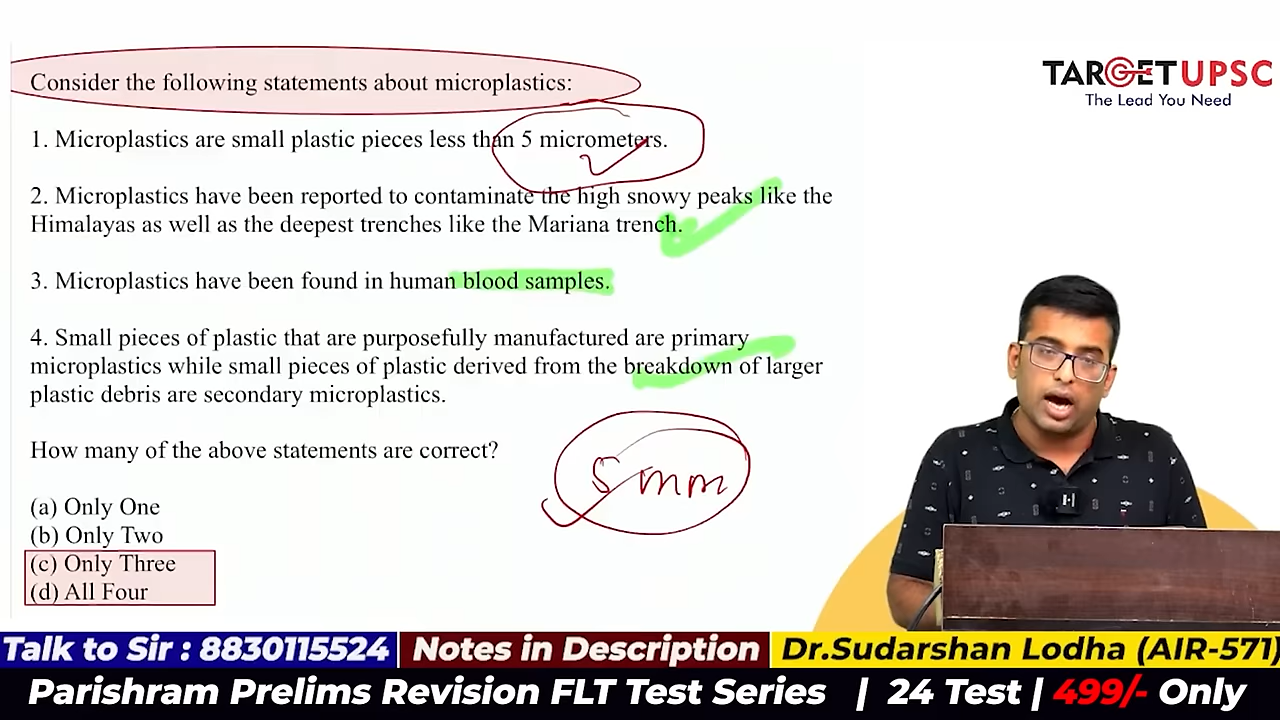 Consider the following statements about microplastics:
TARGET UPSC
The Lead You Need
1. Microplastics are small plastic pieces less than 5 micrometers.
2. Microplastics have been reported to contaminate the high snowy peaks like the
Himalayas as well as the deepest trenches like the Mariana trench.
3. Microplastics have been found in human blood samples.
4. Small pieces of plastic that are purposefully manufactured are primary
microplastics while small pieces of plastic derived from the breakdown of larger
plastic debris are secondary microplastics.
How many of the above statements are correct?
5 mm
(a) Only One
(b) Only Two
(c) Only Three
(d) All Four
Talk to Sir : 8830115524 Notes in Description Dr.Sudarshan Lodha (AIR-571)
Parishram Prelims Revision FLT Test Series | 24 Test | 499/- Only